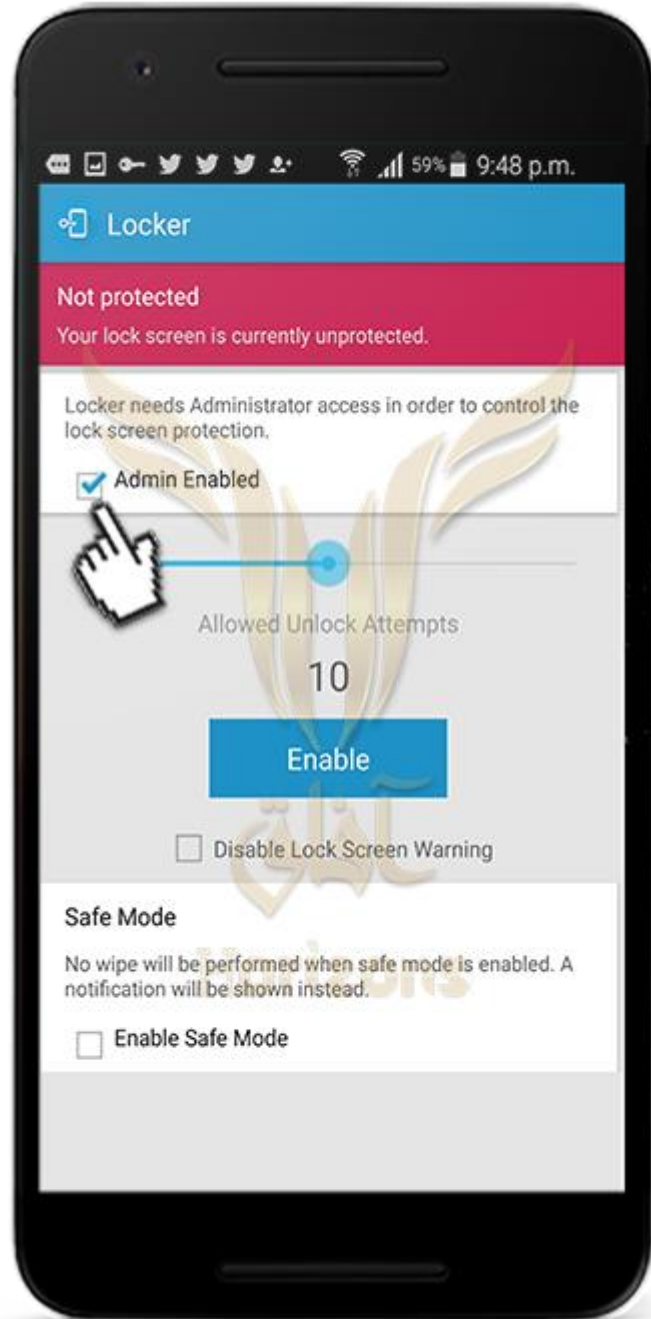 59% 9:48 p.m.
Locker
Not protected
Your lock screen is currently unprotected.
Locker needs Administrator access in order to control the
lock screen protection.
Admin Enabled
Allowed Unlock Attempts
10
Enable
آفاق
Disable Lock Screen Warning
Safe Mode
No wipe will be performed when safe mode is enabled. A
notification will be shown instead.
Horizons
Enable Safe Mode